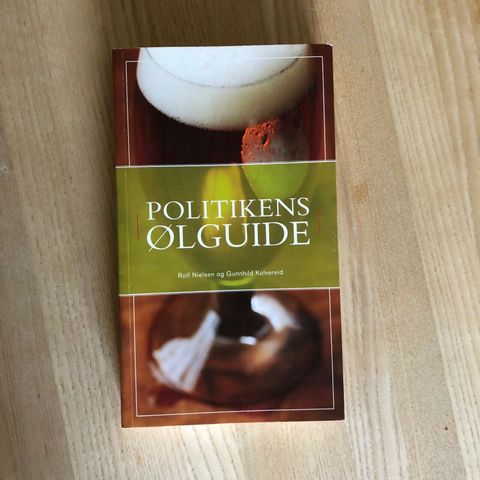 POLITIKENS
ØLGUIDE
Rolf Nielsen og Gunnhild Kolvereid